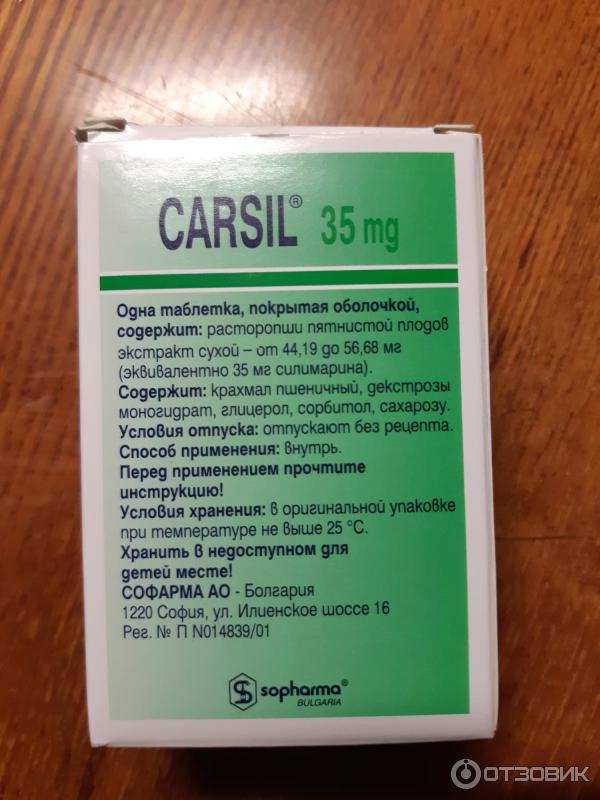 CARSIL® 35 mg
Одна таблетка, покрытая оболочкой,
содержит: расторопши пятнистой плодов
экстракт сухой – от 44,19 до 56,68 мг
(эквивалентно 35 мг силимарина).
Содержит: крахмал пшеничный, декстрозы
моногидрат, глицерол, сорбитол, сахарозу.
Условия отпуска: отпускают без рецепта.
Способ применения: внутрь.
Перед применением прочтите
инструкцию!
Условия хранения: в оригинальной упаковке
при температуре не выше 25 °C.
Хранить в недоступном для
детей месте!
СОФАРМА АО - Болгария
1220 София, ул. Илиенское шоссе 16
Рег. № П N014839/01
sopharma®
BULGARIA
ОТЗОВИК